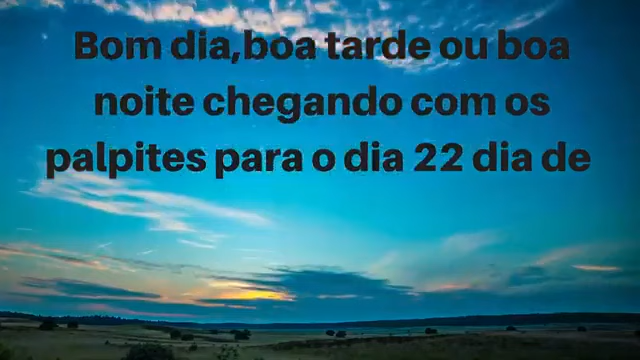 Bom dia,boa tarde ou boa
noite chegando com os
palpites para o dia 22 dia de